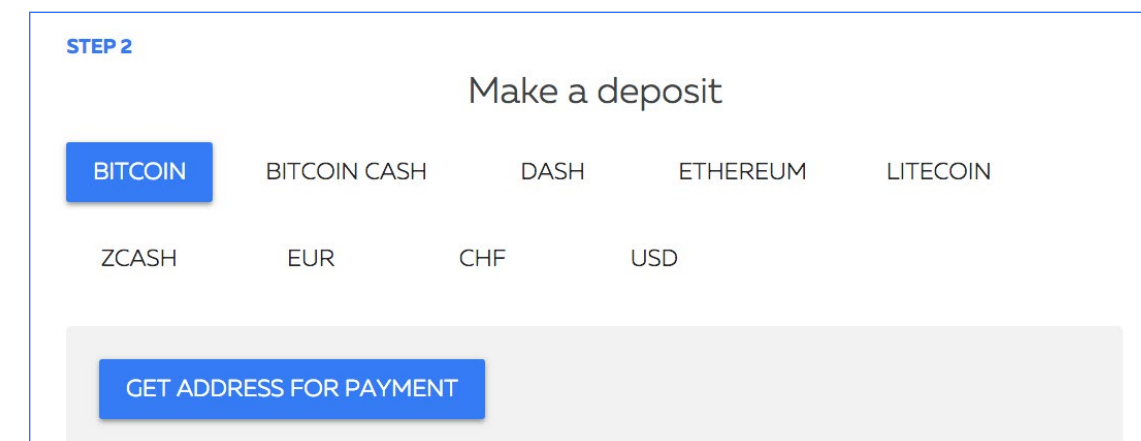 STEP 2
Make a deposit
BITCOIN BITCOIN CASH DASH ETHEREUM LITECOIN
ZCASH EUR CHF USD
GET ADDRESS FOR PAYMENT